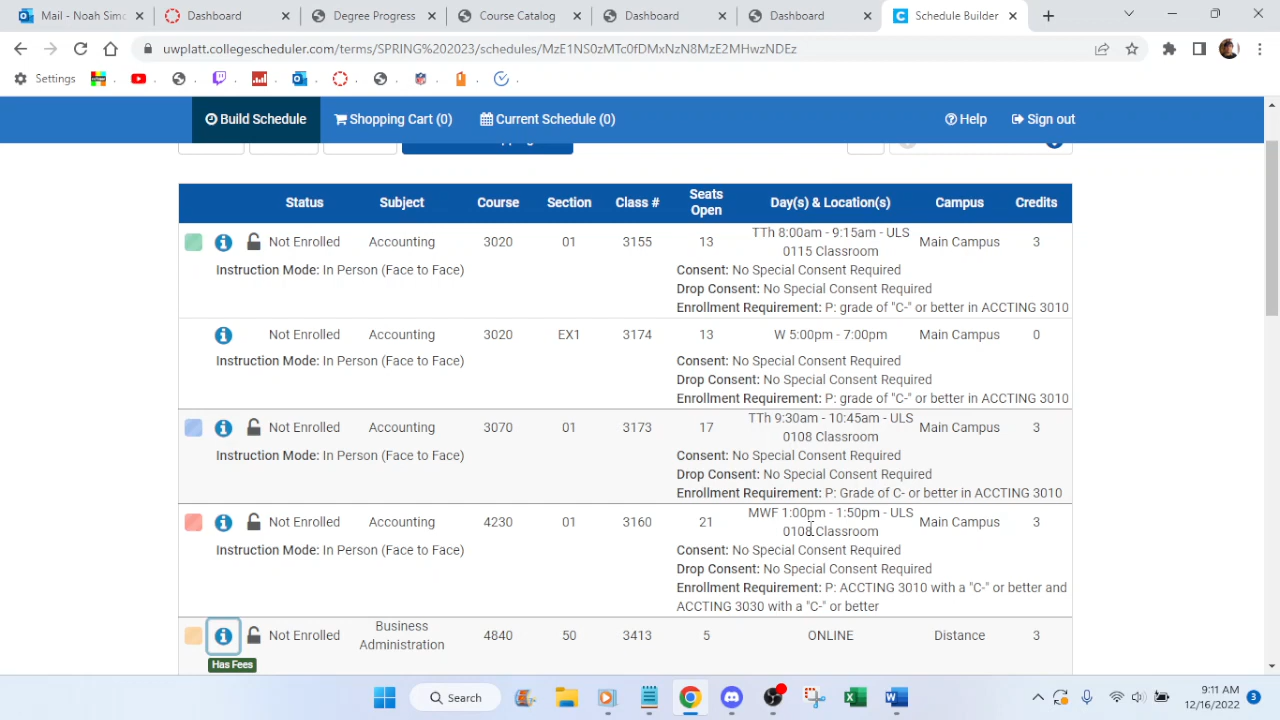 Mail - Noah Simo
Dashboard
Degree Progress
Course Catalog
Dashboard
Dashboard
Schedule Builder
uwplatt.collegescheduler.com/terms/SPRING%202023/schedules/MzE1NS0zMTc0fDMxNzN8MzE2MHwzNDEz
Settings
Build Schedule
Shopping Cart (0)
Current Schedule (0)
Help
Sign out
Status Subject Course Section Class # Seats Open Day(s) & Location(s) Campus Credits
Not Enrolled Accounting 3020 01 3155 13 TTh 8:00am - 9:15am - ULS 0115 Classroom Main Campus 3
Instruction Mode: In Person (Face to Face)
Consent: No Special Consent Required
Drop Consent: No Special Consent Required
Enrollment Requirement: P: grade of "C-" or better in ACCTING 3010
Not Enrolled Accounting 3020 EX1 3174 13 W 5:00pm - 7:00pm Main Campus 0
Instruction Mode: In Person (Face to Face)
Consent: No Special Consent Required
Drop Consent: No Special Consent Required
Enrollment Requirement: P: grade of "C-" or better in ACCTING 3010
Not Enrolled Accounting 3070 01 3173 17 TTh 9:30am - 10:45am - ULS 0108 Classroom Main Campus 3
Instruction Mode: In Person (Face to Face)
Consent: No Special Consent Required
Drop Consent: No Special Consent Required
Enrollment Requirement: P: Grade of C- or better in ACCTING 3010
Not Enrolled Accounting 4230 01 3160 21 MWF 1:00pm - 1:50pm - ULS 0108 Classroom Main Campus 3
Instruction Mode: In Person (Face to Face)
Consent: No Special Consent Required
Drop Consent: No Special Consent Required
Enrollment Requirement: P: ACCTING 3010 with a "C-" or better and
ACCTING 3030 with a "C-" or better
Not Enrolled Business Administration 4840 50 3413 5 ONLINE Distance 3
Has Fees
Search
9:11 AM
12/16/2022
3